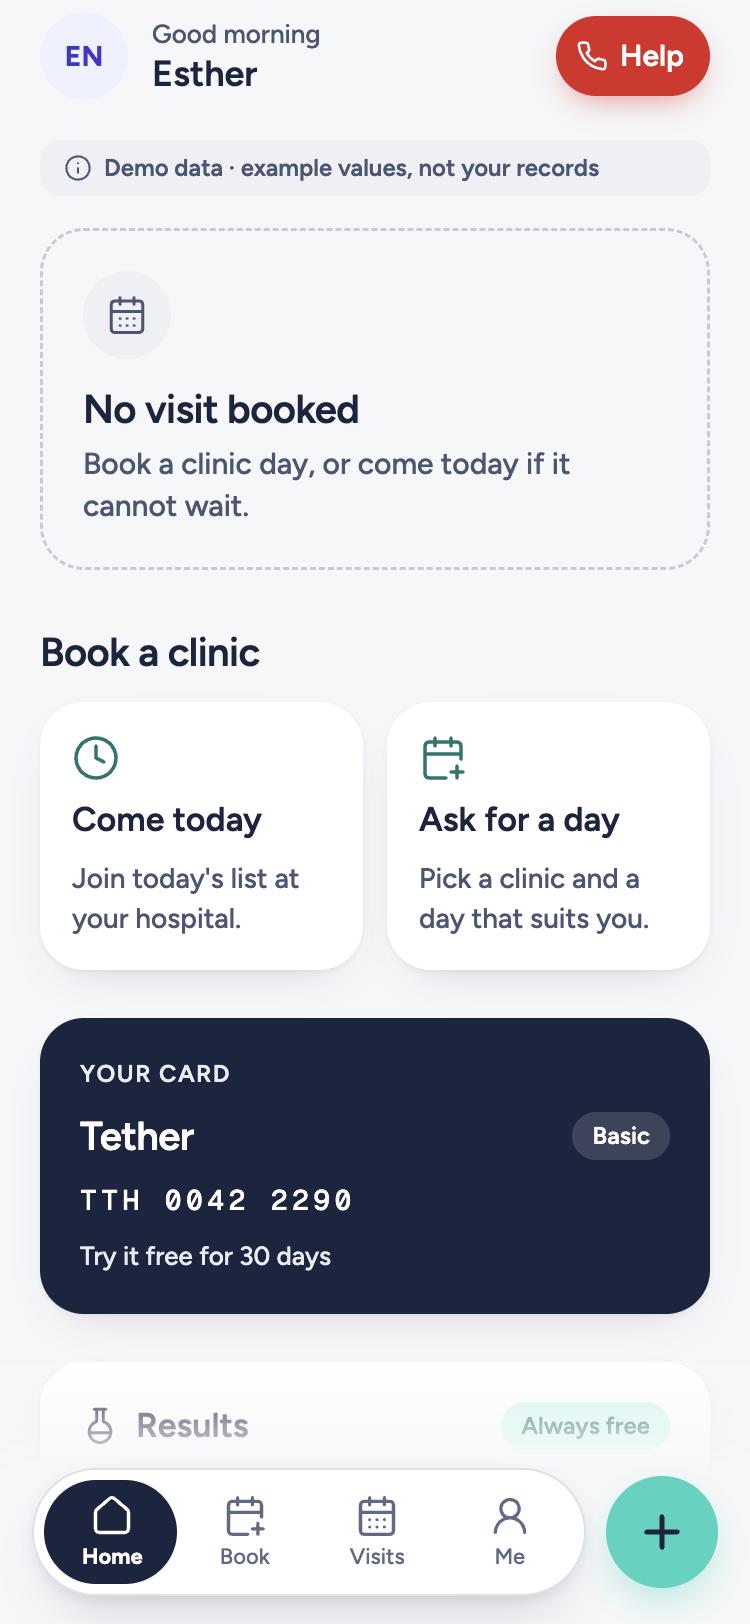 EN
Good morning
Esther
Help
Demo data · example values, not your records
No visit booked
Book a clinic day, or come today if it
cannot wait.
Book a clinic
Come today
Join today's list at
your hospital.
Ask for a day
Pick a clinic and a
day that suits you.
YOUR CARD
Tether
Basic
TTH 0042 2290
Try it free for 30 days
Results
Always free
Home
Book
Visits
Me